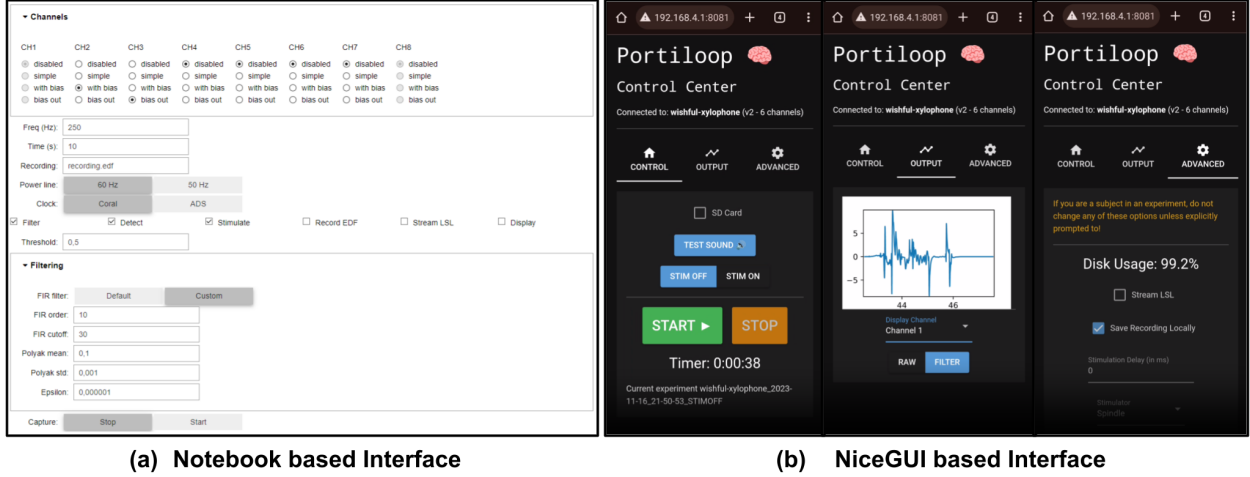 Channels
CH1 CH2 CH3 CH4 CH5 CH6 CH7 CH8
disabled disabled disabled disabled disabled disabled disabled disabled
simple simple simple simple simple simple simple simple
with bias with bias with bias with bias with bias with bias with bias with bias
bias out bias out bias out bias out bias out bias out bias out bias out
Freq (Hz): 250
Time (s): 10
Recording: recording.edf
Power line: 60 Hz 50 Hz
Clock: Coral ADS
Filter Detect Stimulate Record EDF Stream LSL Display
Threshold: 0,5
Filtering
FIR filter: Default Custom
FIR order: 10
FIR cutoff: 30
Polyak mean: 0,1
Polyak std: 0,001
Epsilon: 0,000001
Capture: Stop Start
(a) Notebook based Interface
192.168.4.1:8081 4
Portiloop
Control Center
Connected to: wishful-xylophone (v2 - 6 channels)
CONTROL OUTPUT ADVANCED
SD Card
TEST SOUND
STIM OFF STIM ON
START STOP
Timer: 0:00:38
Current experiment wishful-xylophone_2023-
11-16_21-50-53_STIMOFF
192.168.4.1:8081 4
Portiloop
Control Center
Connected to: wishful-xylophone (v2 - 6 channels)
CONTROL OUTPUT ADVANCED
5
0
−5
44 46
Display Channel
Channel 1
RAW FILTER
192.168.4.1:8081 4
Portiloop
Control Center
Connected to: wishful-xylophone (v2 - 6 channels)
CONTROL OUTPUT ADVANCED
If you are a subject in an experiment, do not
change any of these options unless explicitly
prompted to!
Disk Usage: 99.2%
Stream LSL
Save Recording Locally
Stimulation Delay (in ms)
0
Stimulator
Spindle
(b) NiceGUI based Interface